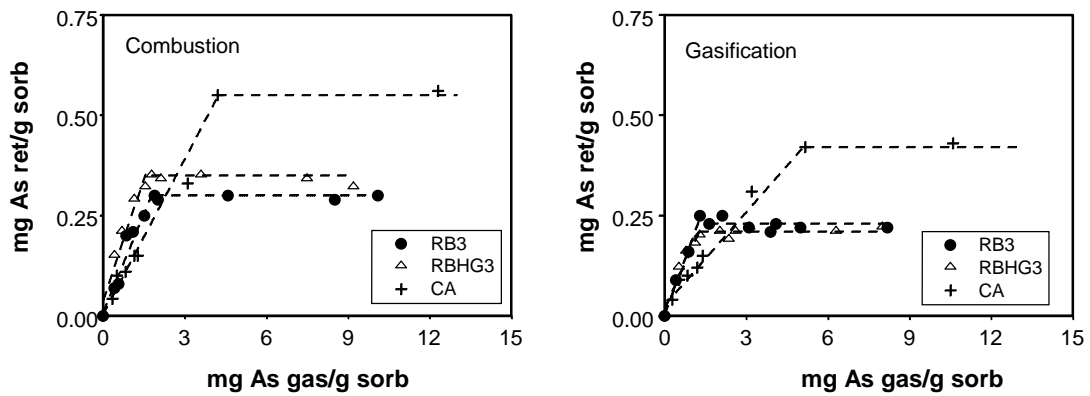 0.75
Combustion
0.50
0.25
0.00
mg As ret/g sorb
RB3
RBHG3
CA
0 3 6 9 12 15
mg As gas/g sorb
0.75
Gasification
0.50
0.25
0.00
mg As ret/g sorb
RB3
RBHG3
CA
0 3 6 9 12 15
mg As gas/g sorb